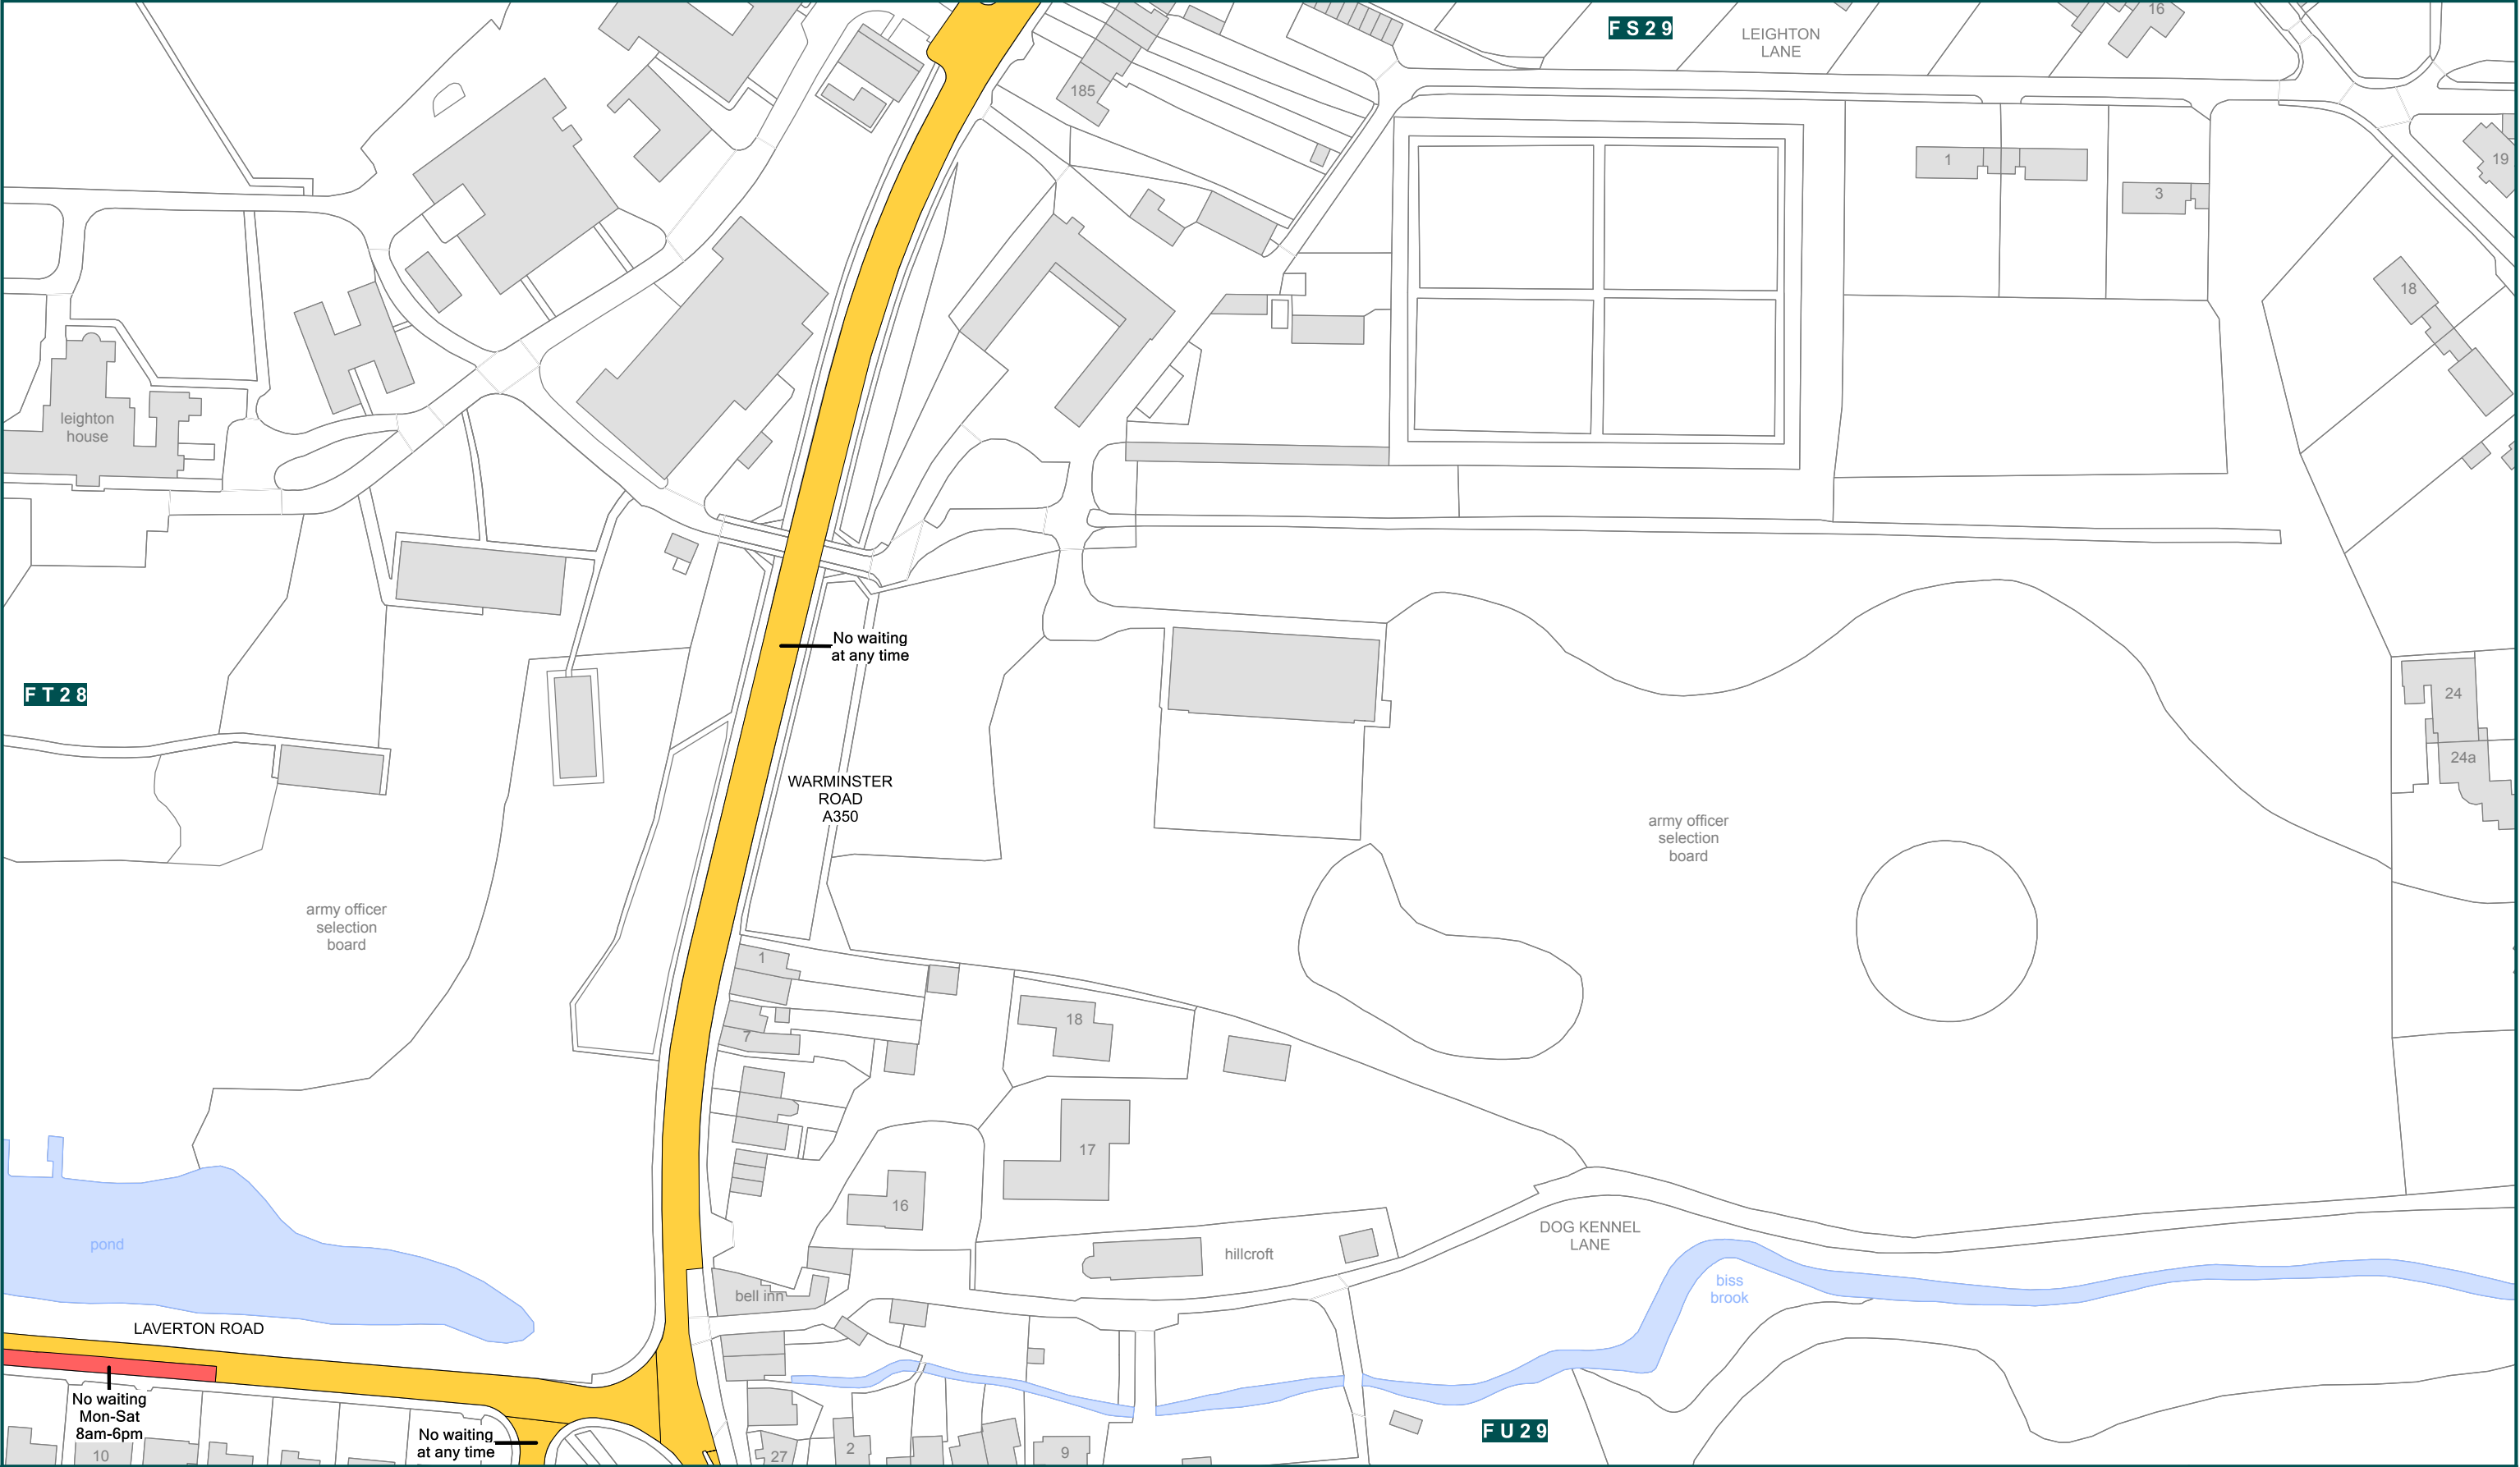 16
FS29
LEIGHTON
LANE
185
1
3
19
18
leighton
house
No waiting
at any time
FT28
24
24a
WARMINSTER
ROAD
A350
army officer
selection
board
army officer
selection
board
1
18
7
17
16
DOG KENNEL
LANE
pond
hillcroft
biss
brook
bell inn
LAVERTON ROAD
No waiting
Mon-Sat
8am-6pm
No waiting
at any time
FU29
10
27
2
9